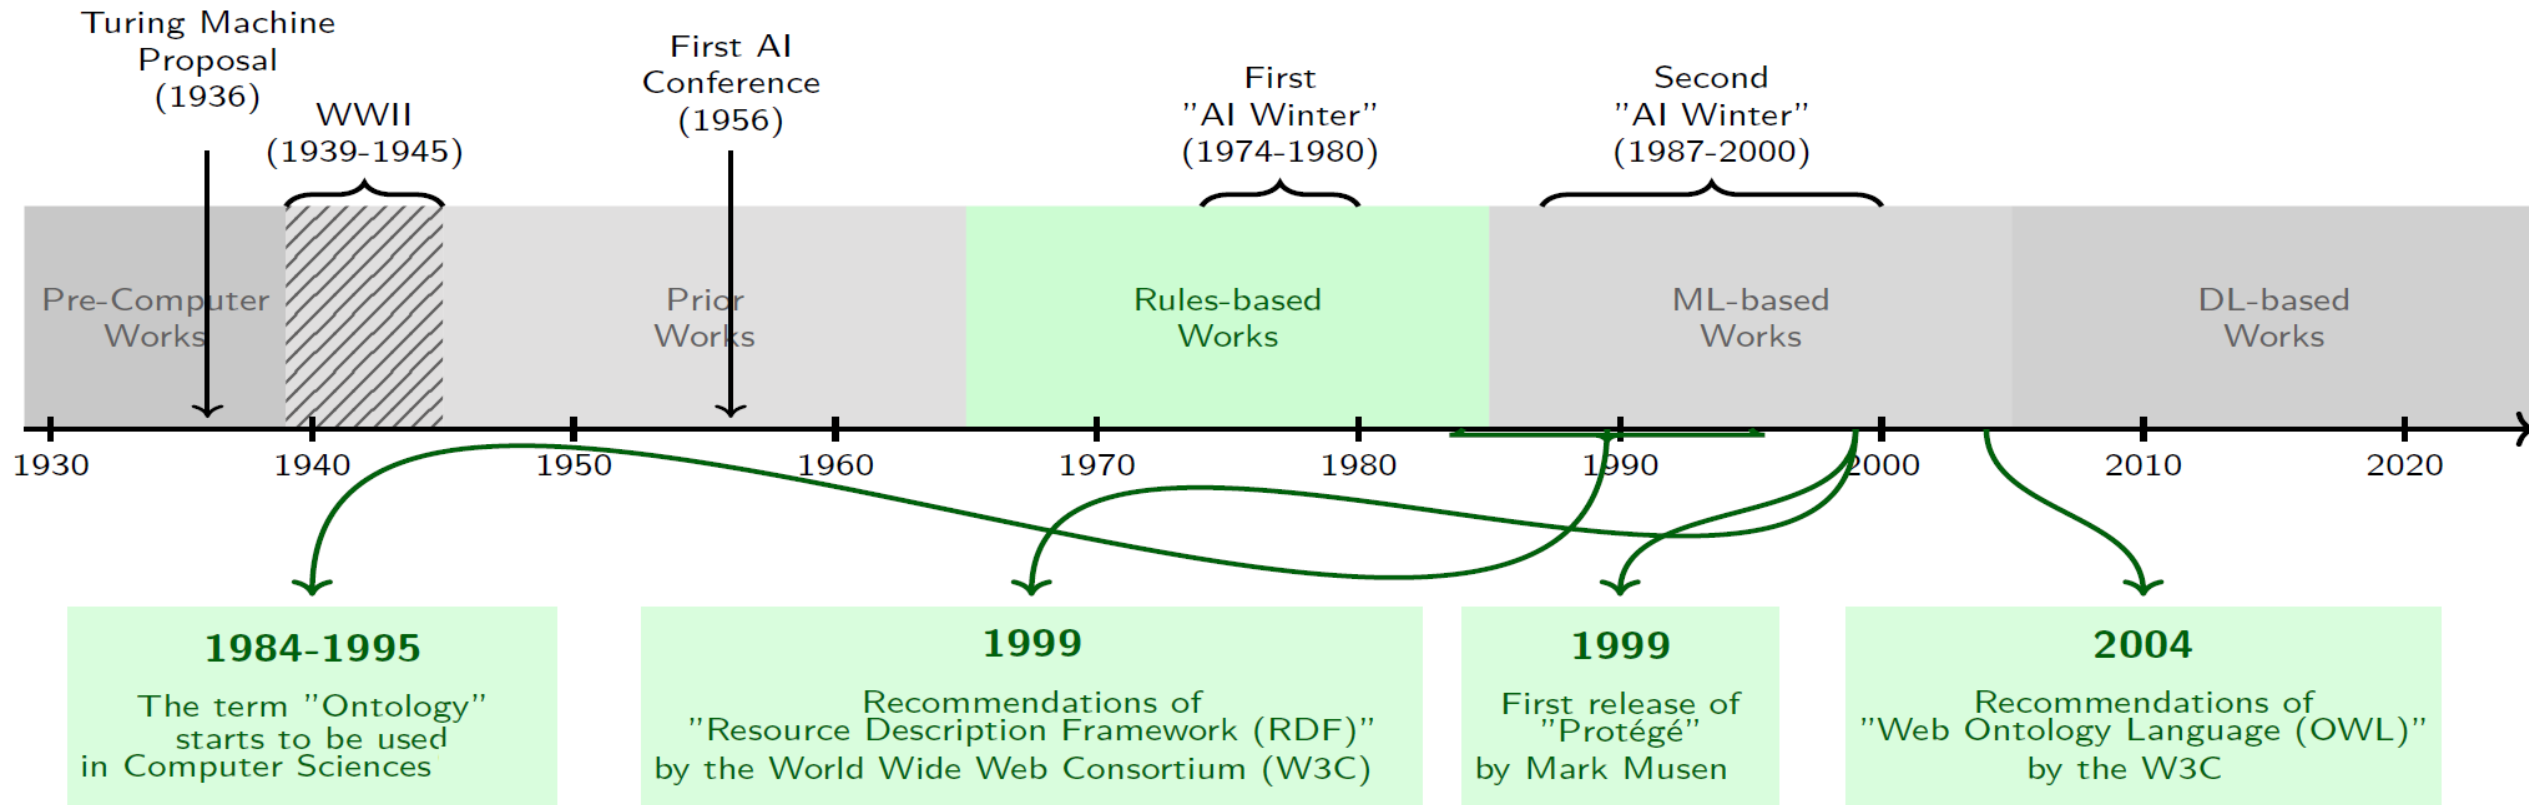 Turing Machine
Proposal
(1936)
WWII
(1939-1945)
First AI
Conference
(1956)
First
"AI Winter"
(1974-1980)
Second
"AI Winter"
(1987-2000)
Pre-Computer
Works
Prior
Works
Rules-based
Works
ML-based
Works
DL-based
Works
1930 1940 1950 1960 1970 1980 1990 2000 2010 2020
1984-1995
The term "Ontology"
starts to be used
in Computer Sciences
1999
Recommendations of
"Resource Description Framework (RDF)"
by the World Wide Web Consortium (W3C)
1999
First release of
"Protégé"
by Mark Musen
2004
Recommendations of
"Web Ontology Language (OWL)"
by the W3C